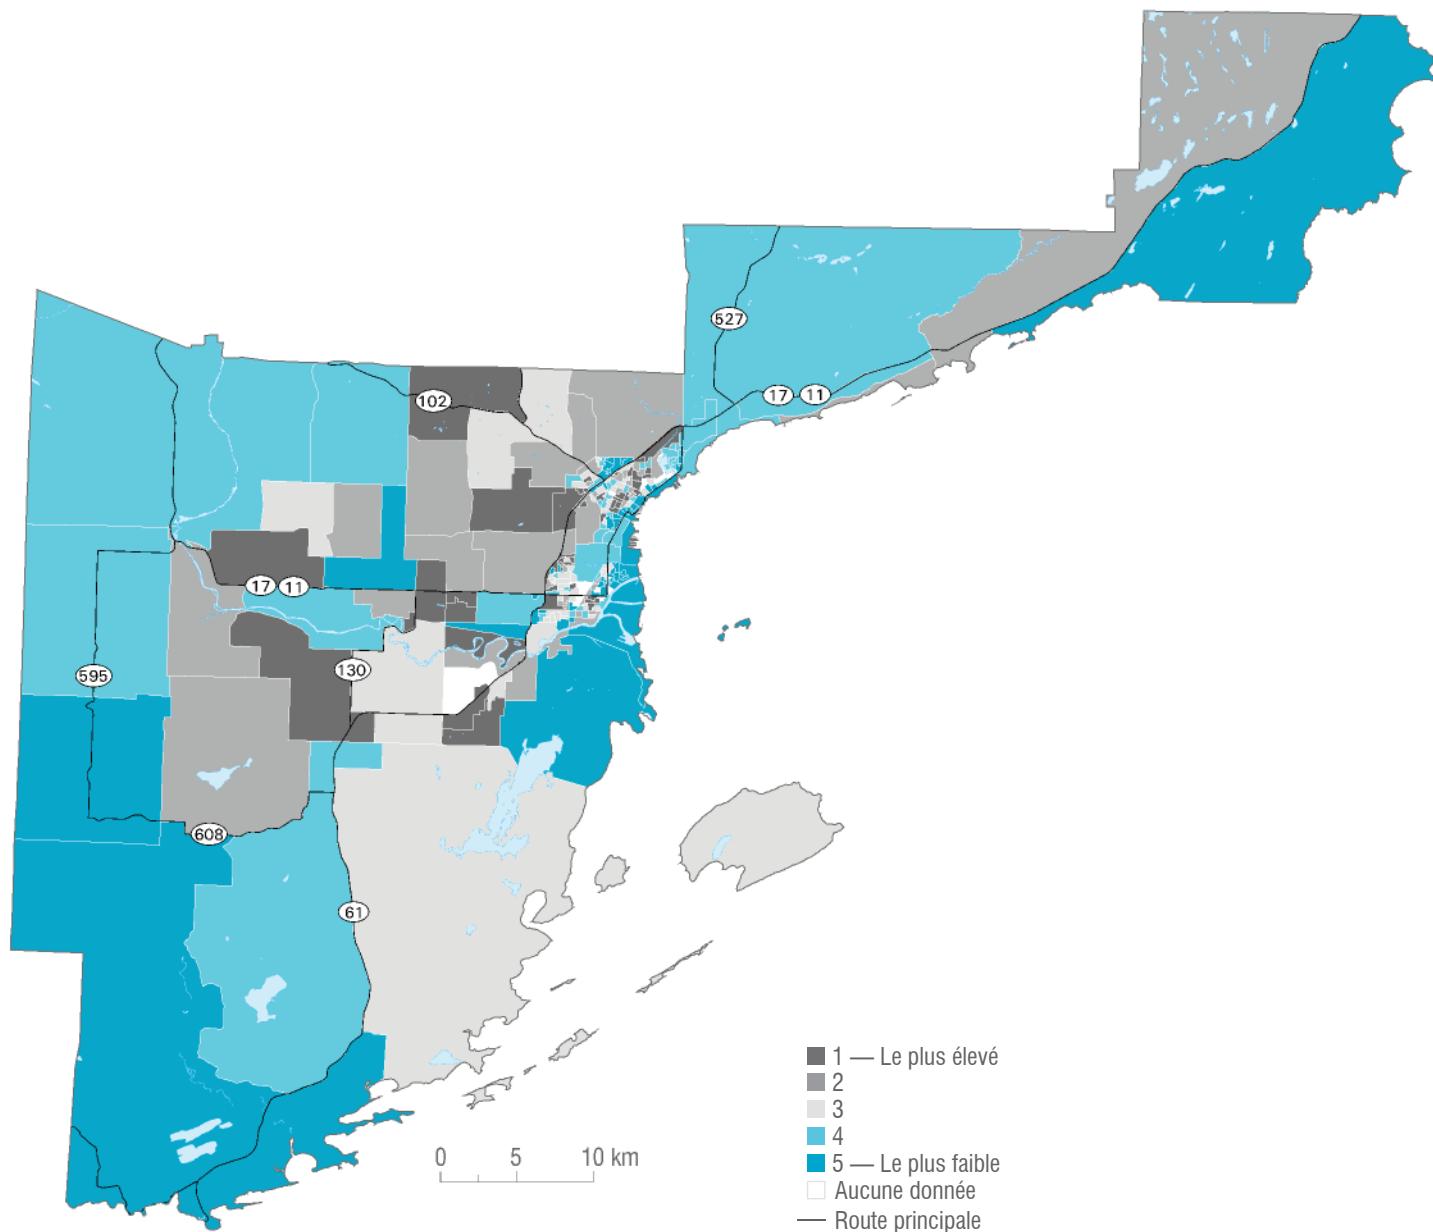 527
17 11
102
17 11
595
130
608
61
0 5 10 km
1 — Le plus élevé
2
3
4
5 — Le plus faible
Aucune donnée
Route principale